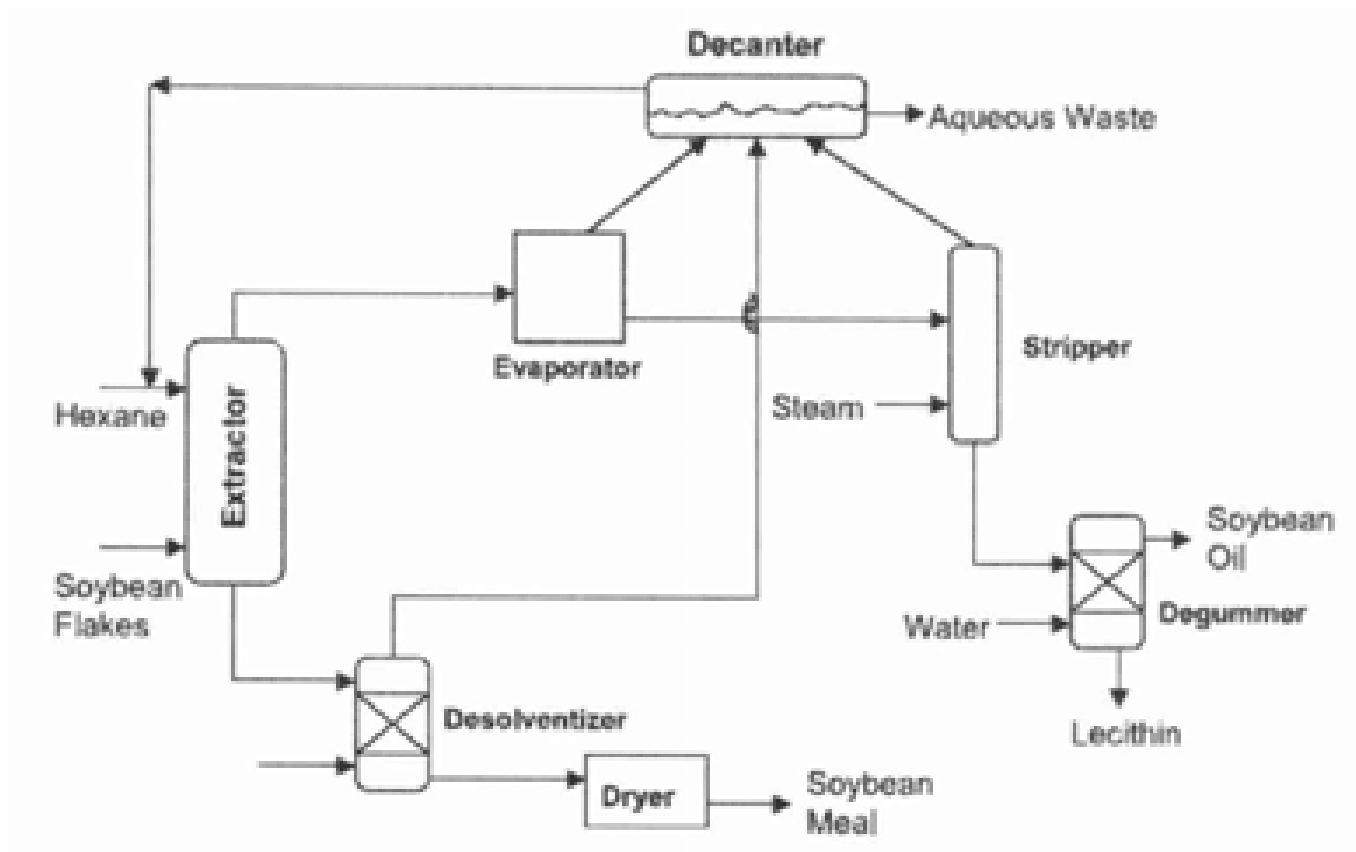 Decanter
Aqueous Waste
Evaporator
Stripper
Hexane
Extractor
Steam
Soybean
Flakes
Soybean
Oil
Degummer
Water
Desolventizer
Lecithin
Dryer
Soybean
Meal